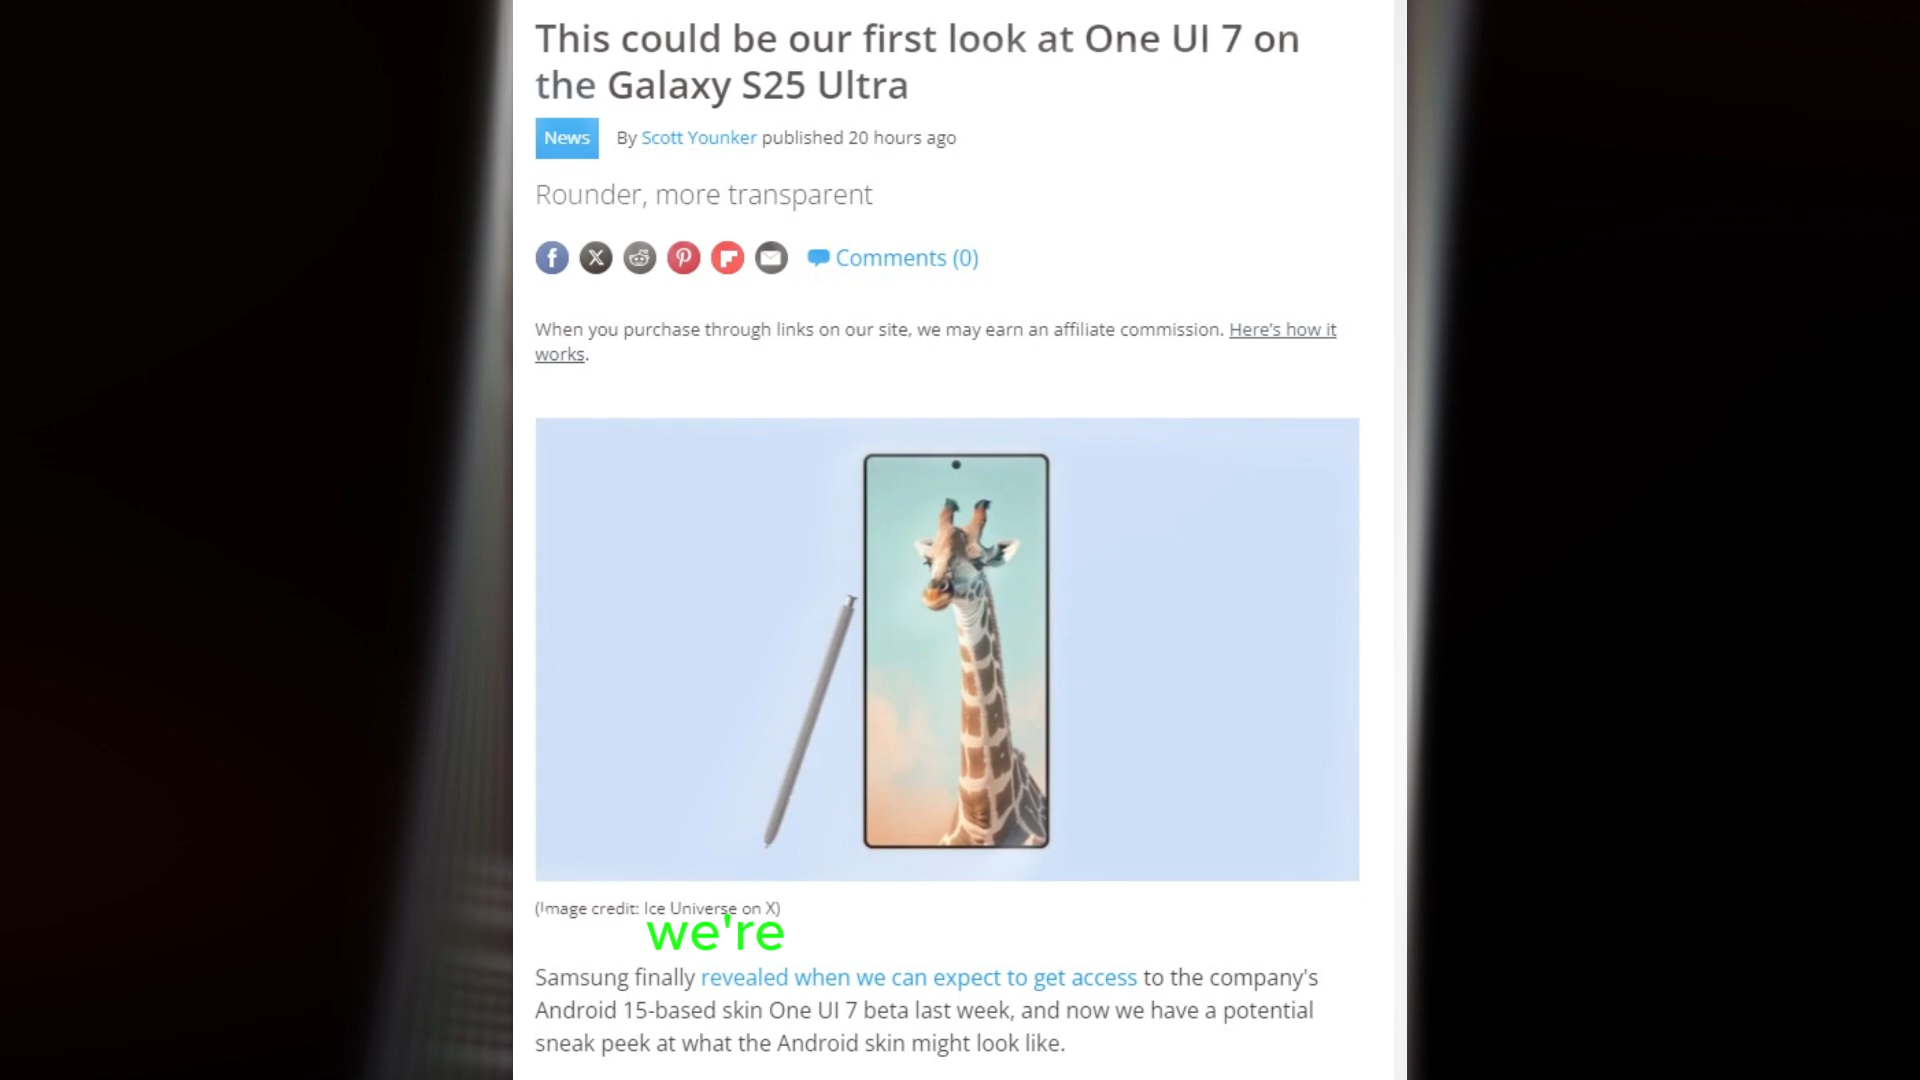 This could be our first look at One UI 7 on
the Galaxy S25 Ultra
News By Scott Younker published 20 hours ago
Rounder, more transparent
Comments (0)
When you purchase through links on our site, we may earn an affiliate commission. Here’s how it
works.
(Image credit: Ice Universe on X)
we're
Samsung finally revealed when we can expect to get access to the company's
Android 15-based skin One UI 7 beta last week, and now we have a potential
sneak peek at what the Android skin might look like.